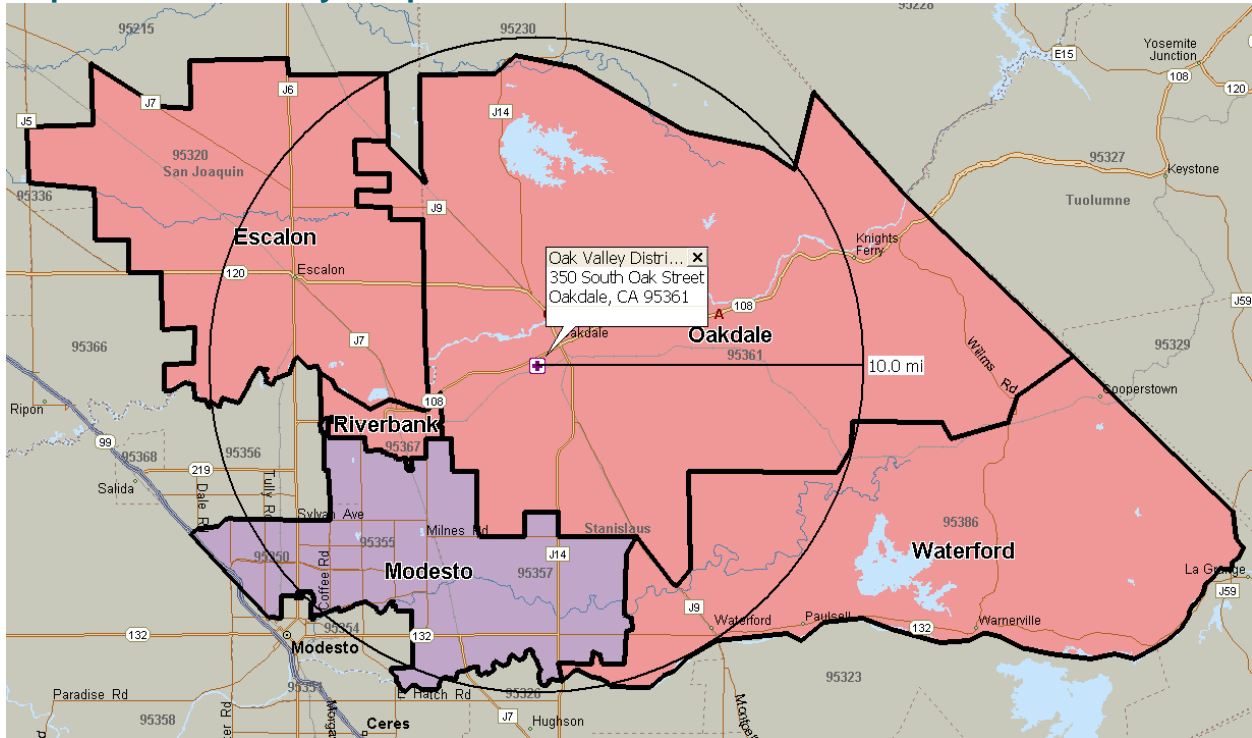 95215
95230
95228
Yosemite
Junction
E15
108
120
J6
J7
J14
J5
95320
San Joaquin
95327
Keystone
95336
Tuolumne
J9
Escalon
Knights
Ferry
Oak Valley Distri...
350 South Oak Street
Oakdale, CA 95361
120
Escalon
108
A
J59
Oakdale
J7
95366
95361
95329
Wilms Rd
10.0 mi
Cooperstown
Ripon
108
Riverbank
99
95356
95367
95368
219
Salida
Dale Rd
Tully Rd
Sylvan Ave
Milnes Rd
Stanislaus
95386
95355
95350
J14
Waterford
Coffee Rd
Modesto
95357
La Grange
J59
J9
Waterford
Paulsell
132
Warnerville
132
95354
132
Modesto
95323
95351
Paradise Rd
E Hatch Rd
95326
95358
Ceres
J7
Hughson